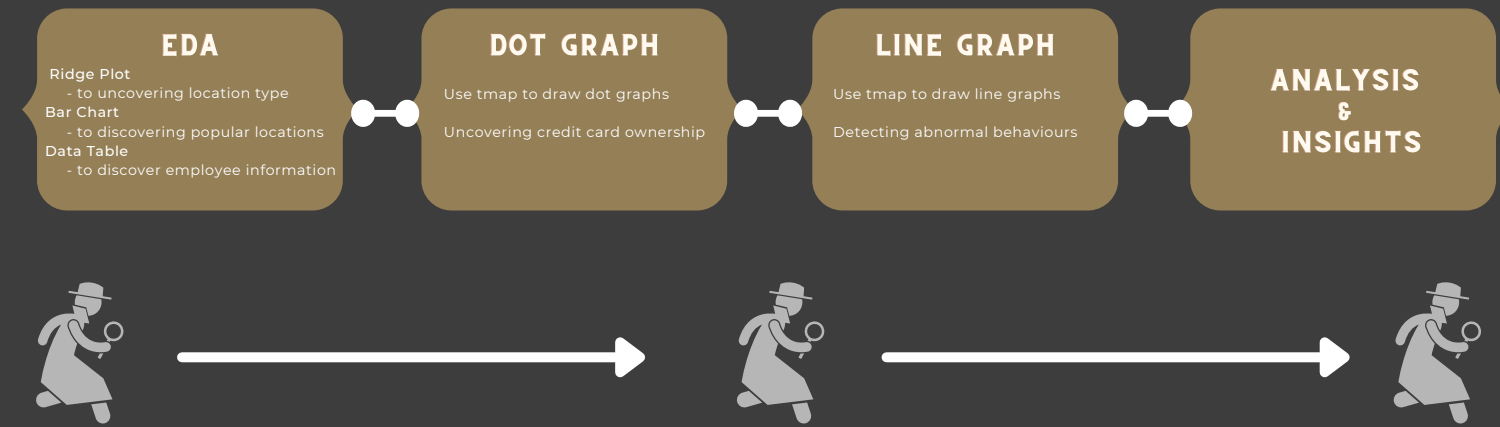 EDA
Ridge Plot
- to uncovering location type
Bar Chart
- to discovering popular locations
Data Table
- to discover employee information
DOT GRAPH
Use tmap to draw dot graphs
Uncovering credit card ownership
LINE GRAPH
Use tmap to draw line graphs
Detecting abnormal behaviours
ANALYSIS
&
INSIGHTS